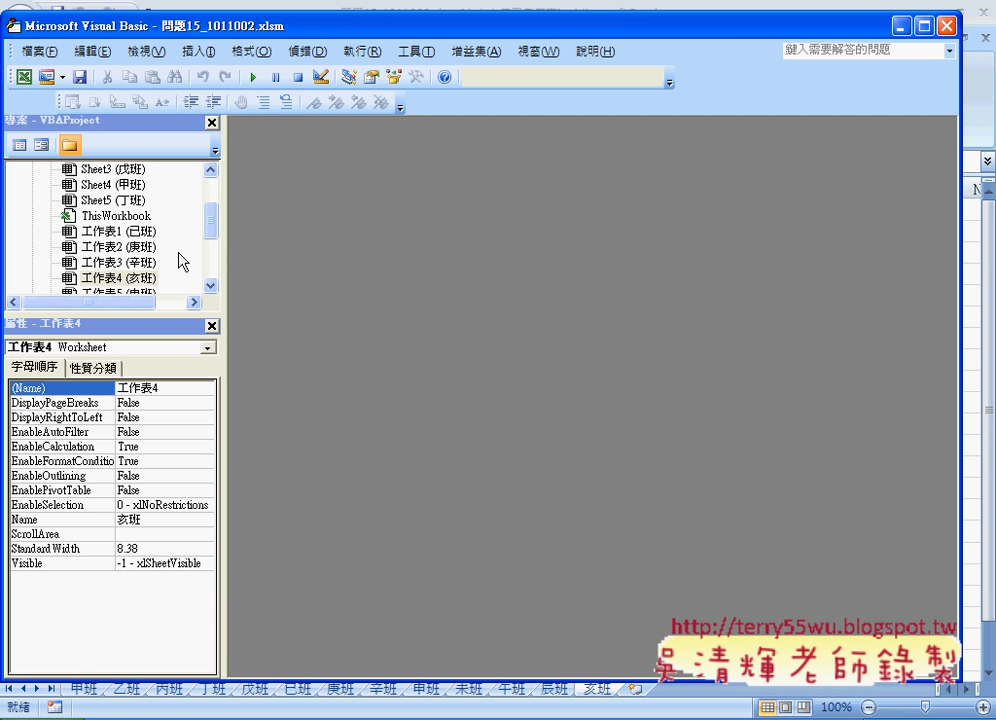 Microsoft Visual Basic - 問題15_1011002.xlsm
檔案(F) 編輯(E) 檢視(V) 插入(I) 格式(O) 偵錯(D) 執行(R) 工具(T) 增益集(A) 視窗(W) 說明(H)
鍵入需要解答的問題
專案 - VBAProject
Sheet3 (戊班)
Sheet4 (甲班)
Sheet5 (丁班)
ThisWorkbook
工作表1 (已班)
工作表2 (庚班)
工作表3 (辛班)
工作表4 (亥班)
屬性 - 工作表4
工作表4 Worksheet
字母順序 性質分類
(Name) 工作表4
DisplayPageBreaks False
DisplayRightToLeft False
EnableAutoFilter False
EnableCalculation True
EnableFormatConditio True
EnableOutlining False
EnablePivotTable False
EnableSelection 0 - xlNoRestrictions
Name 亥班
ScrollArea
StandardWidth 8.38
Visible -1 - xlSheetVisible
http://terry55wu.blogspot.tw
吳清輝老師錄製
甲班 乙班 丙班 丁班 戊班 已班 庚班 辛班 申班 未班 午班 辰班 亥班
就緒
100%